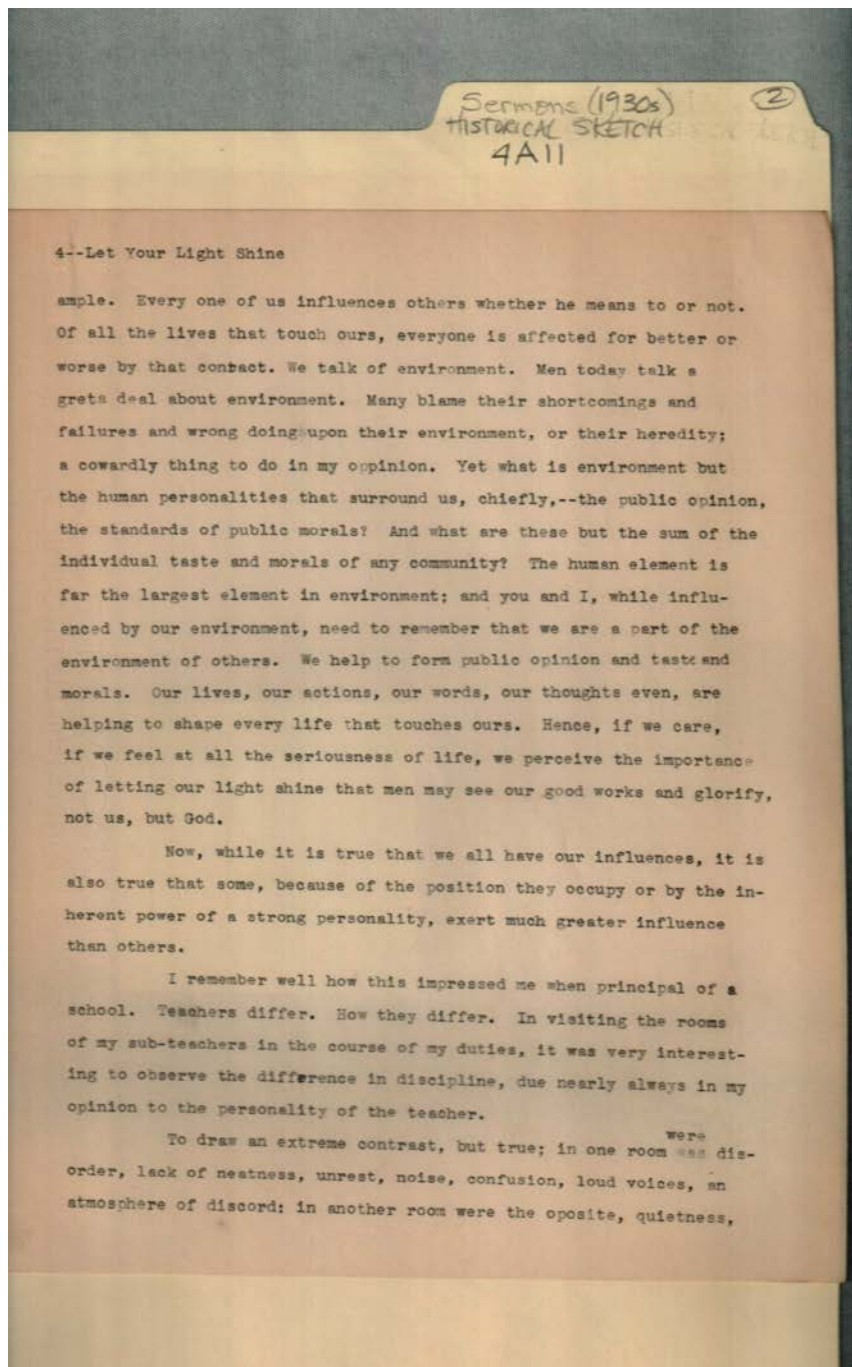 Sermons (1930s) 2
HISTORICAL SKETCH
4A11
4--Let Your Light Shine
ample. Every one of us influences others whether he means to or not.
Of all the lives that touch ours, everyone is affected for better or
worse by that contact. We talk of environment. Men today talk a
greta deal about environment. Many blame their shortcomings and
failures and wrong doing upon their environment, or their heredity;
a cowardly thing to do in my oppinion. Yet what is environment but
the human personalities that surround us, chiefly,--the public opinion,
the standards of public morals? And what are these but the sum of the
individual taste and morals of any community? The human element is
far the largest element in environment; and you and I, while influ-
enced by our environment, need to remember that we are a part of the
environment of others. We help to form public opinion and taste and
morals. Our lives, our actions, our words, our thoughts even, are
helping to shape every life that touches ours. Hence, if we care,
if we feel at all the seriousness of life, we perceive the importance
of letting our light shine that men may see our good works and glorify,
not us, but God.
Now, while it is true that we all have our influences, it is
also true that some, because of the position they occupy or by the in-
herent power of a strong personality, exert much greater influence
than others.
I remember well how this impressed me when principal of a
school. Teachers differ. How they differ. In visiting the rooms
of my sub-teachers in the course of my duties, it was very interest-
ing to observe the difference in discipline, due nearly always in my
opinion to the personality of the teacher.
were
To draw an extreme contrast, but true; in one room was dis-
order, lack of neatness, unrest, noise, confusion, loud voices, an
atmosphere of discord; in another room were the oposite, quietness,